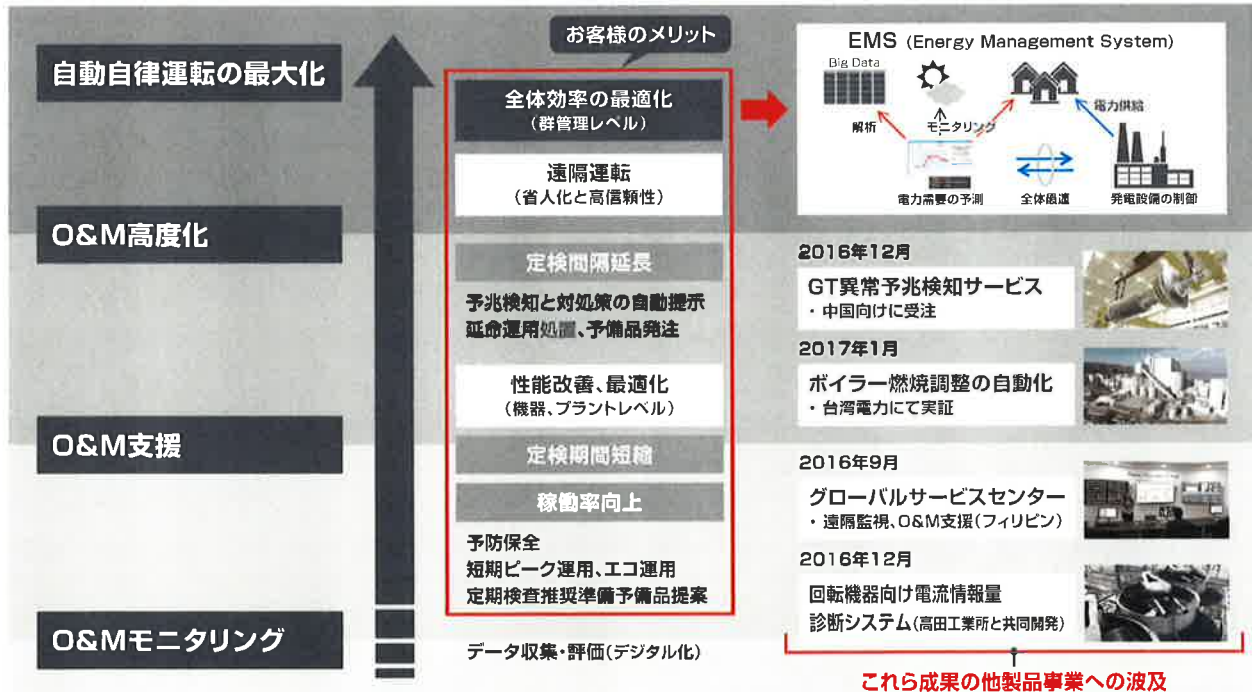 お客様のメリット
自動自律運転の最大化
O&M高度化
O&M支援
O&Mモニタリング
全体効率の最適化
(群管理レベル)
遠隔運転
(省人化と高信頼性)
定検間隔延長
予兆検知と対処策の自動提示
延命運用処置、予備品発注
性能改善、最適化
(機器、プラントレベル)
定検期間短縮
稼働率向上
予防保全
短期ピーク運用、エコ運用
定期検査推奨準備予備品提案
データ収集・評価(デジタル化)
EMS (Energy Management System)
Big Data
解析
モニタリング
電力供給
電力需要の予測
全体最適
発電設備の制御
2016年12月
GT異常予兆検知サービス
・中国向けに受注
2017年1月
ボイラー燃焼調整の自動化
・台湾電力にて実証
2016年9月
グローバルサービスセンター
・遠隔監視、O&M支援(フィリピン)
2016年12月
回転機器向け電流情報量
診断システム(高田工業所と共同開発)
これら成果の他製品事業への波及